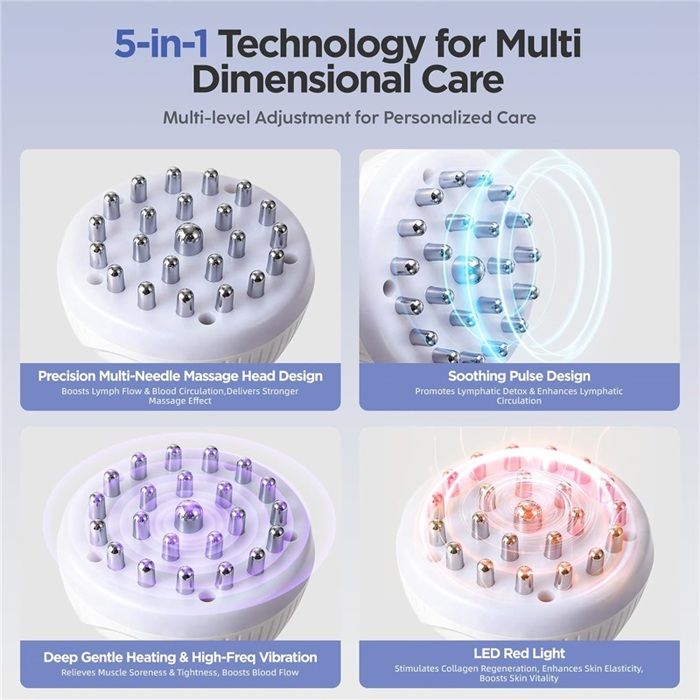 5-in-1 Technology for Multi
Dimensional Care
Multi-level Adjustment for Personalized Care
Precision Multi-Needle Massage Head Design
Boosts Lymph Flow & Blood Circulation,Delivers Stronger
Massage Effect
Soothing Pulse Design
Promotes Lymphatic Detox & Enhances Lymphatic
Circulation
Deep Gentle Heating & High-Freq Vibration
Relieves Muscle Soreness & Tightness, Boosts Blood Flow
LED Red Light
Stimulates Collagen Regeneration, Enhances Skin Elasticity,
Boosts Skin Vitality